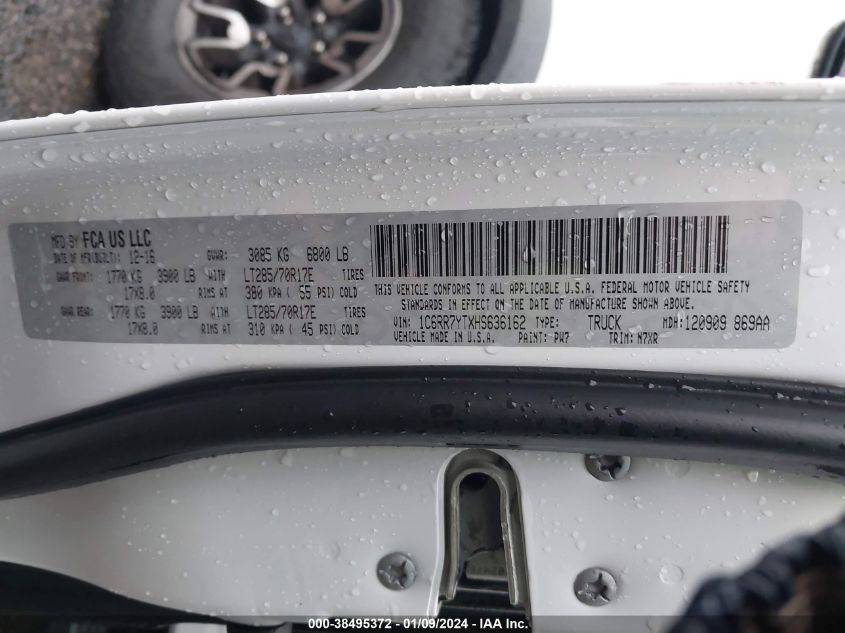 MFD BY FCA US LLC
DATE OF MFR(BUILT): 12-16 GVWR: 3085 KG 6800 LB
GAWR FRONT: 1770 KG 3900 LB WITH LT285/70R17E TIRES
17X8.0 RIMS AT 380 KPA ( 55 PSI) COLD
GAWR REAR: 1770 KG 3900 LB WITH LT285/70R17E TIRES
17X8.0 RIMS AT 310 KPA ( 45 PSI) COLD
THIS VEHICLE CONFORMS TO ALL APPLICABLE U.S.A. FEDERAL MOTOR VEHICLE SAFETY
STANDARDS IN EFFECT ON THE DATE OF MANUFACTURE SHOWN ABOVE.
VIN: 1C6RR7YTXHS636162 TYPE: TRUCK MDH: 120909 869AA
VEHICLE MADE IN U.S.A. PAINT: PW7 TRIM: N7XR
000-38495372 - 01/09/2024 - IAA Inc.